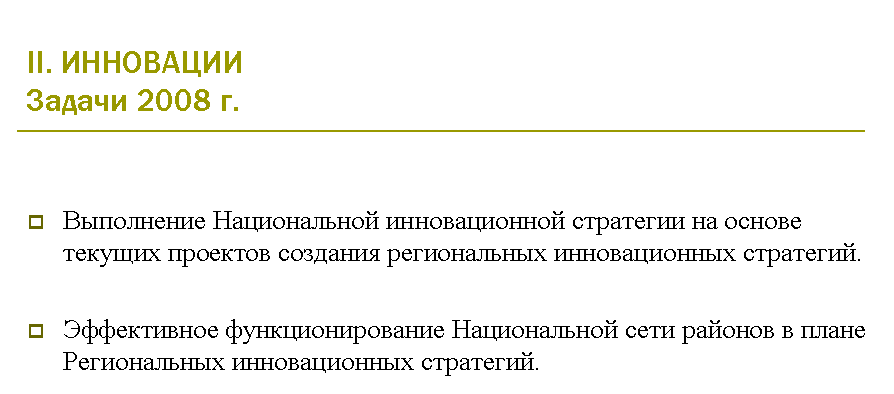 II. ИННОВАЦИИ
Задачи 2008 г.
Выполнение Национальной инновационной стратегии на основе
текущих проектов создания региональных инновационных стратегий.
Эффективное функционирование Национальной сети районов в плане
Региональных инновационных стратегий.